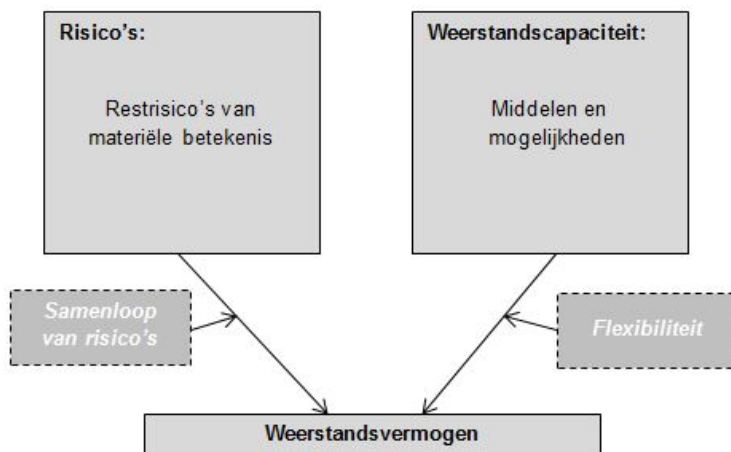 Risico's:
Restrisico's van
materiële betekenis
Weerstandscapaciteit:
Middelen en
mogelijkheden
Samenloop
van risico's
Flexibiliteit
Weerstandsvermogen